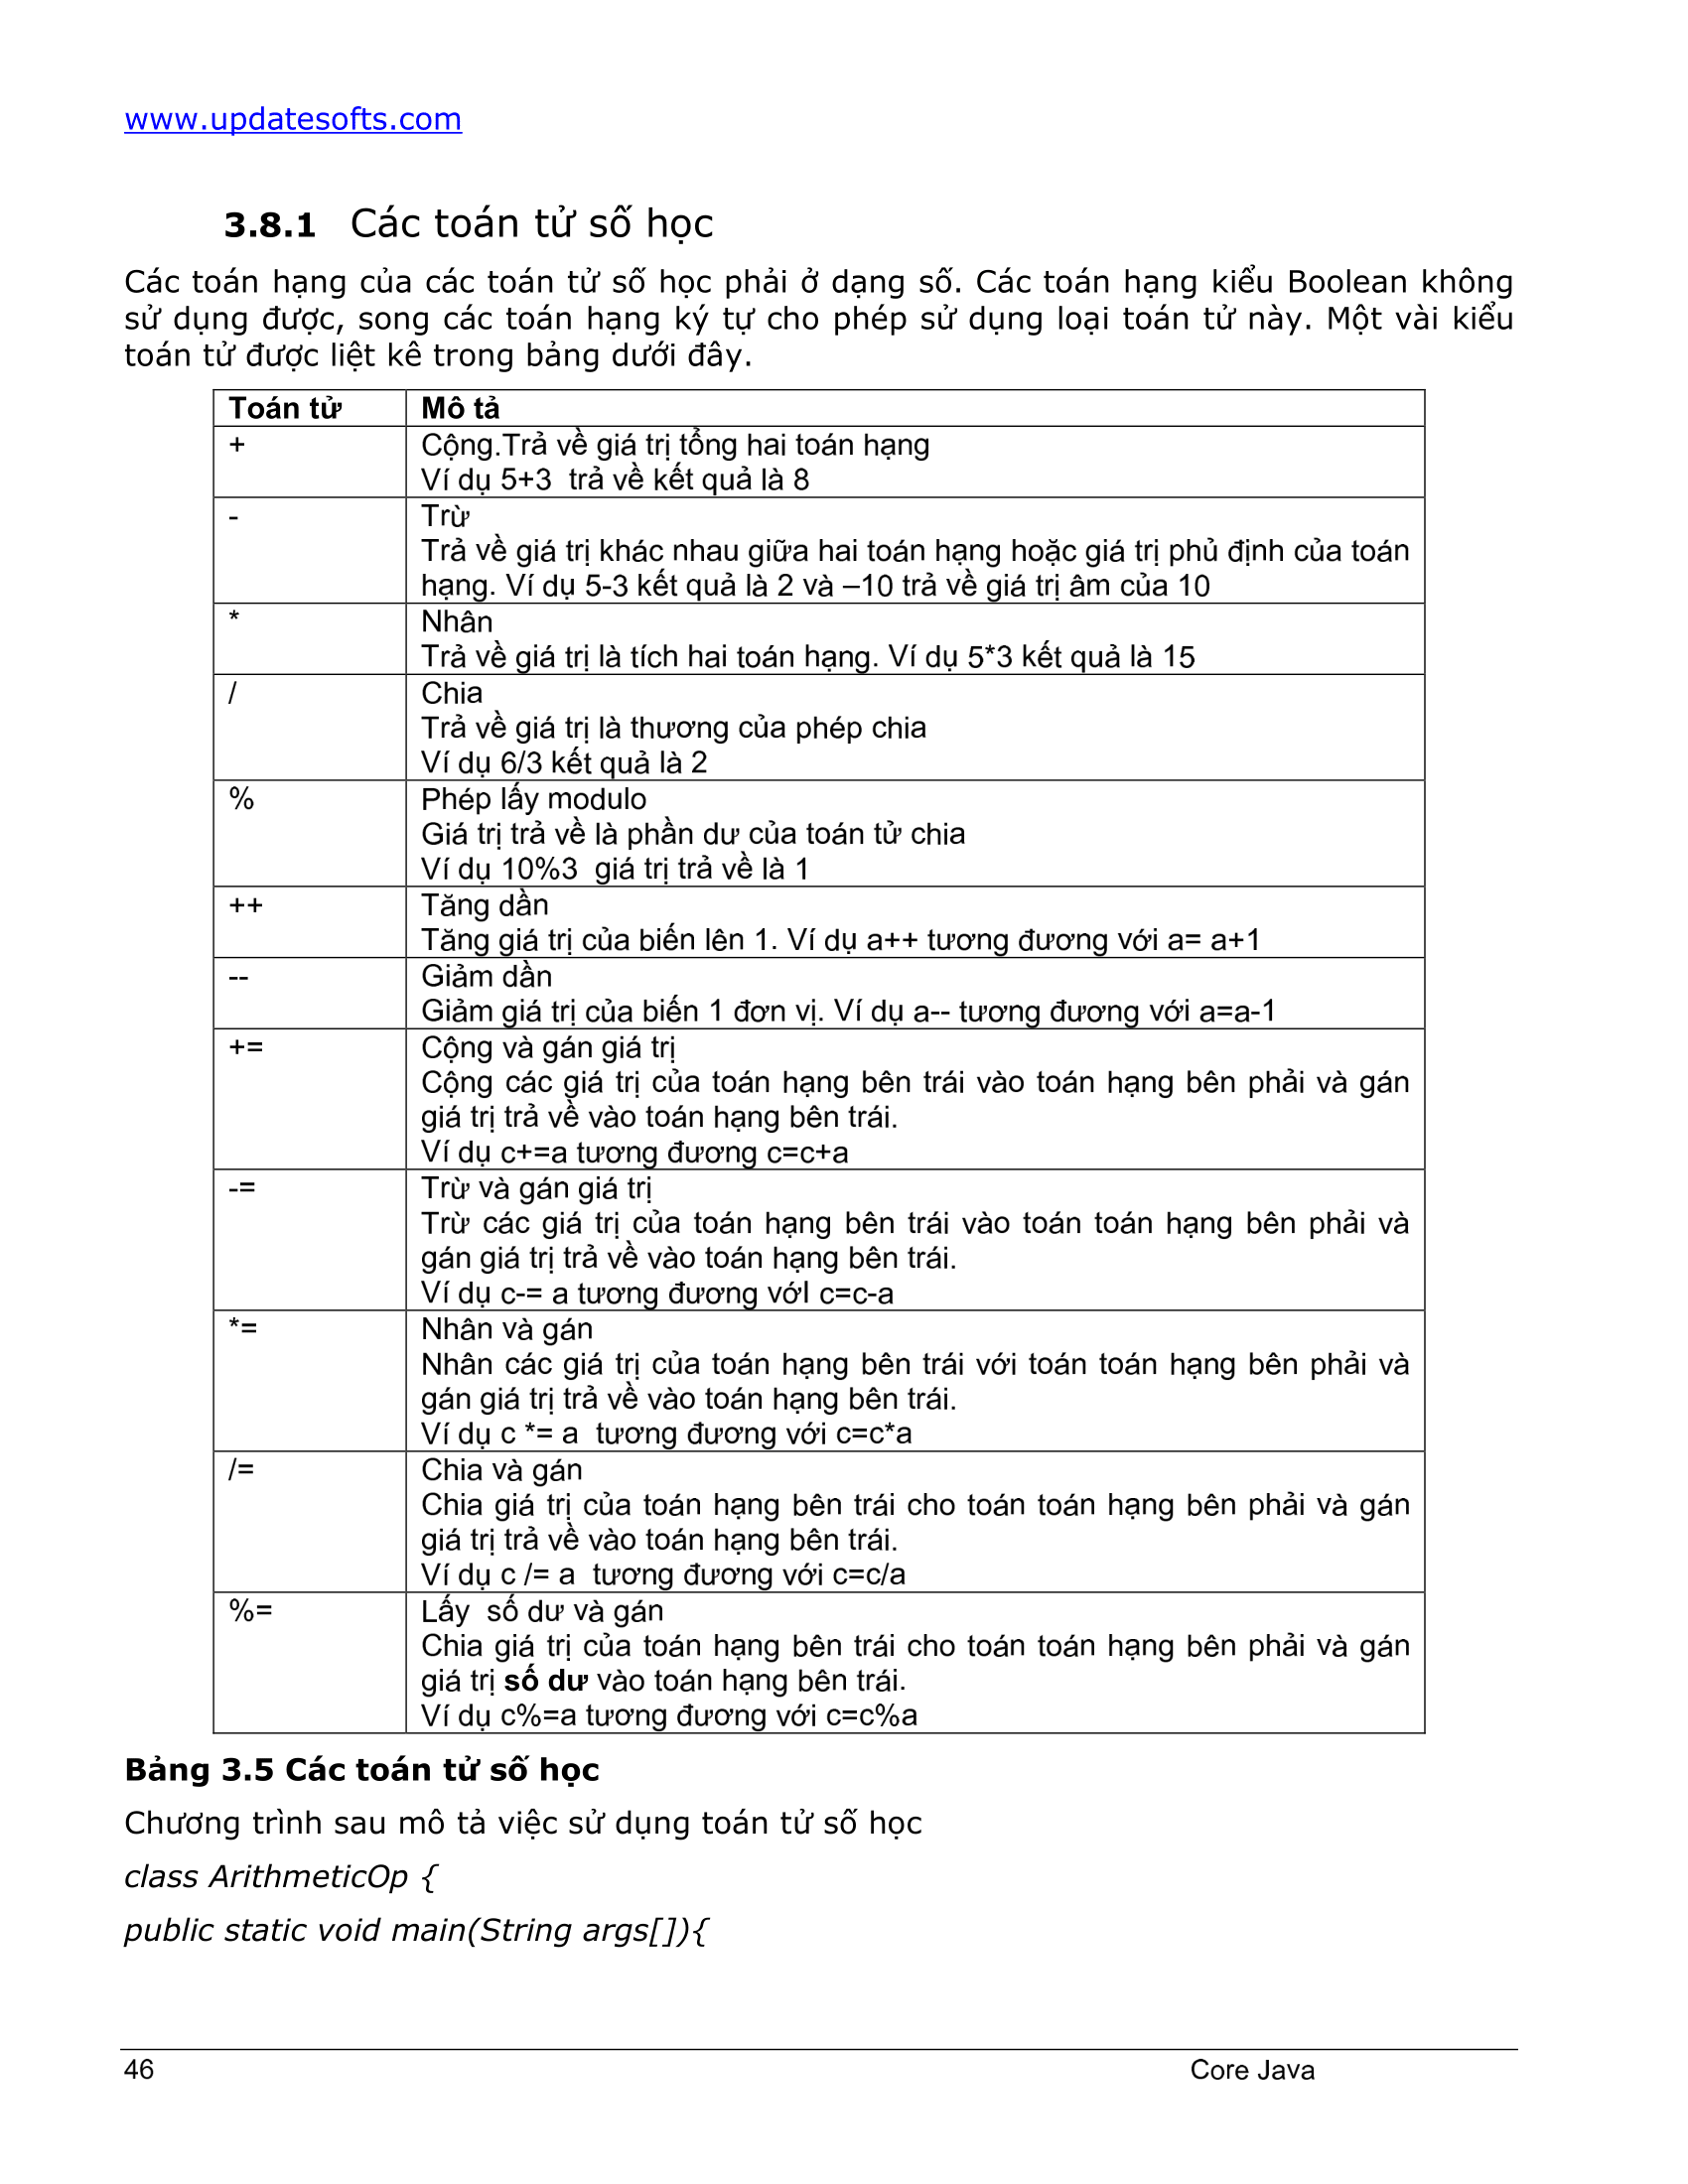 www.updatesofts.com
3.8.1 Các toán tử số học
Các toán hạng của các toán tử số học phải ở dạng số. Các toán hạng kiểu Boolean không
sử dụng được, song các toán hạng ký tự cho phép sử dụng loại toán tử này. Một vài kiểu
toán tử được liệt kê trong bảng dưới đây.
Toán tử Mô tả
+ Cộng.Trả về giá trị tổng hai toán hạng
Ví dụ 5+3  trả về kết quả là 8
- Trừ
Trả về giá trị khác nhau giữa hai toán hạng hoặc giá trị phủ định của toán
hạng. Ví dụ 5-3 kết quả là 2 và –10 trả về giá trị âm của 10
* Nhân
Trả về giá trị là tích hai toán hạng. Ví dụ 5*3 kết quả là 15
/ Chia
Trả về giá trị là thương của phép chia
Ví dụ 6/3 kết quả là 2
% Phép lấy modulo
Giá trị trả về là phần dư của toán tử chia
Ví dụ 10%3  giá trị trả về là 1
++ Tăng dần
Tăng giá trị của biến lên 1. Ví dụ a++ tương đương với a= a+1
-- Giảm dần
Giảm giá trị của biến 1 đơn vị. Ví dụ a-- tương đương với a=a-1
+= Cộng và gán giá trị
Cộng các giá trị của toán hạng bên trái vào toán hạng bên phải và gán
giá trị trả về vào toán hạng bên trái.
Ví dụ c+=a tương đương c=c+a
-= Trừ và gán giá trị
Trừ các giá trị của toán hạng bên trái vào toán toán hạng bên phải và
gán giá trị trả về vào toán hạng bên trái.
Ví dụ c-= a tương đương vớI c=c-a
*= Nhân và gán
Nhân các giá trị của toán hạng bên trái với toán toán hạng bên phải và
gán giá trị trả về vào toán hạng bên trái.
Ví dụ c *= a  tương đương với c=c*a
/= Chia và gán
Chia giá trị của toán hạng bên trái cho toán toán hạng bên phải và gán
giá trị trả về vào toán hạng bên trái.
Ví dụ c /= a  tương đương với c=c/a
%= Lấy  số dư và gán
Chia giá trị của toán hạng bên trái cho toán toán hạng bên phải và gán
giá trị số dư vào toán hạng bên trái.
Ví dụ c%=a tương đương với c=c%a
Bảng 3.5 Các toán tử số học
Chương trình sau mô tả việc sử dụng toán tử số học
class ArithmeticOp {
public static void main(String args[]){
46 Core Java